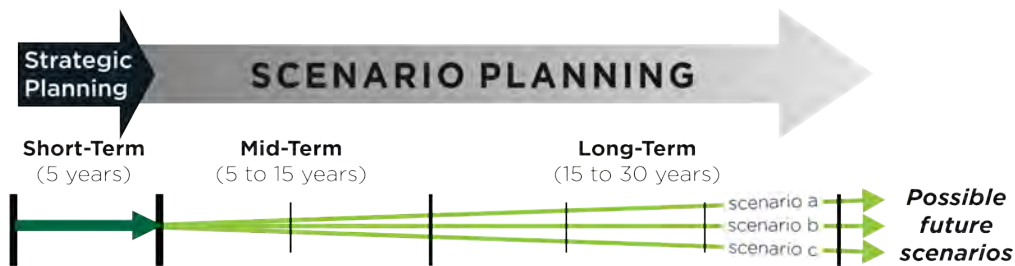 Strategic
Planning
SCENARIO PLANNING
Short-Term
(5 years)
Mid-Term
(5 to 15 years)
Long-Term
(15 to 30 years)
scenario a
scenario b
scenario c
Possible
future
scenarios